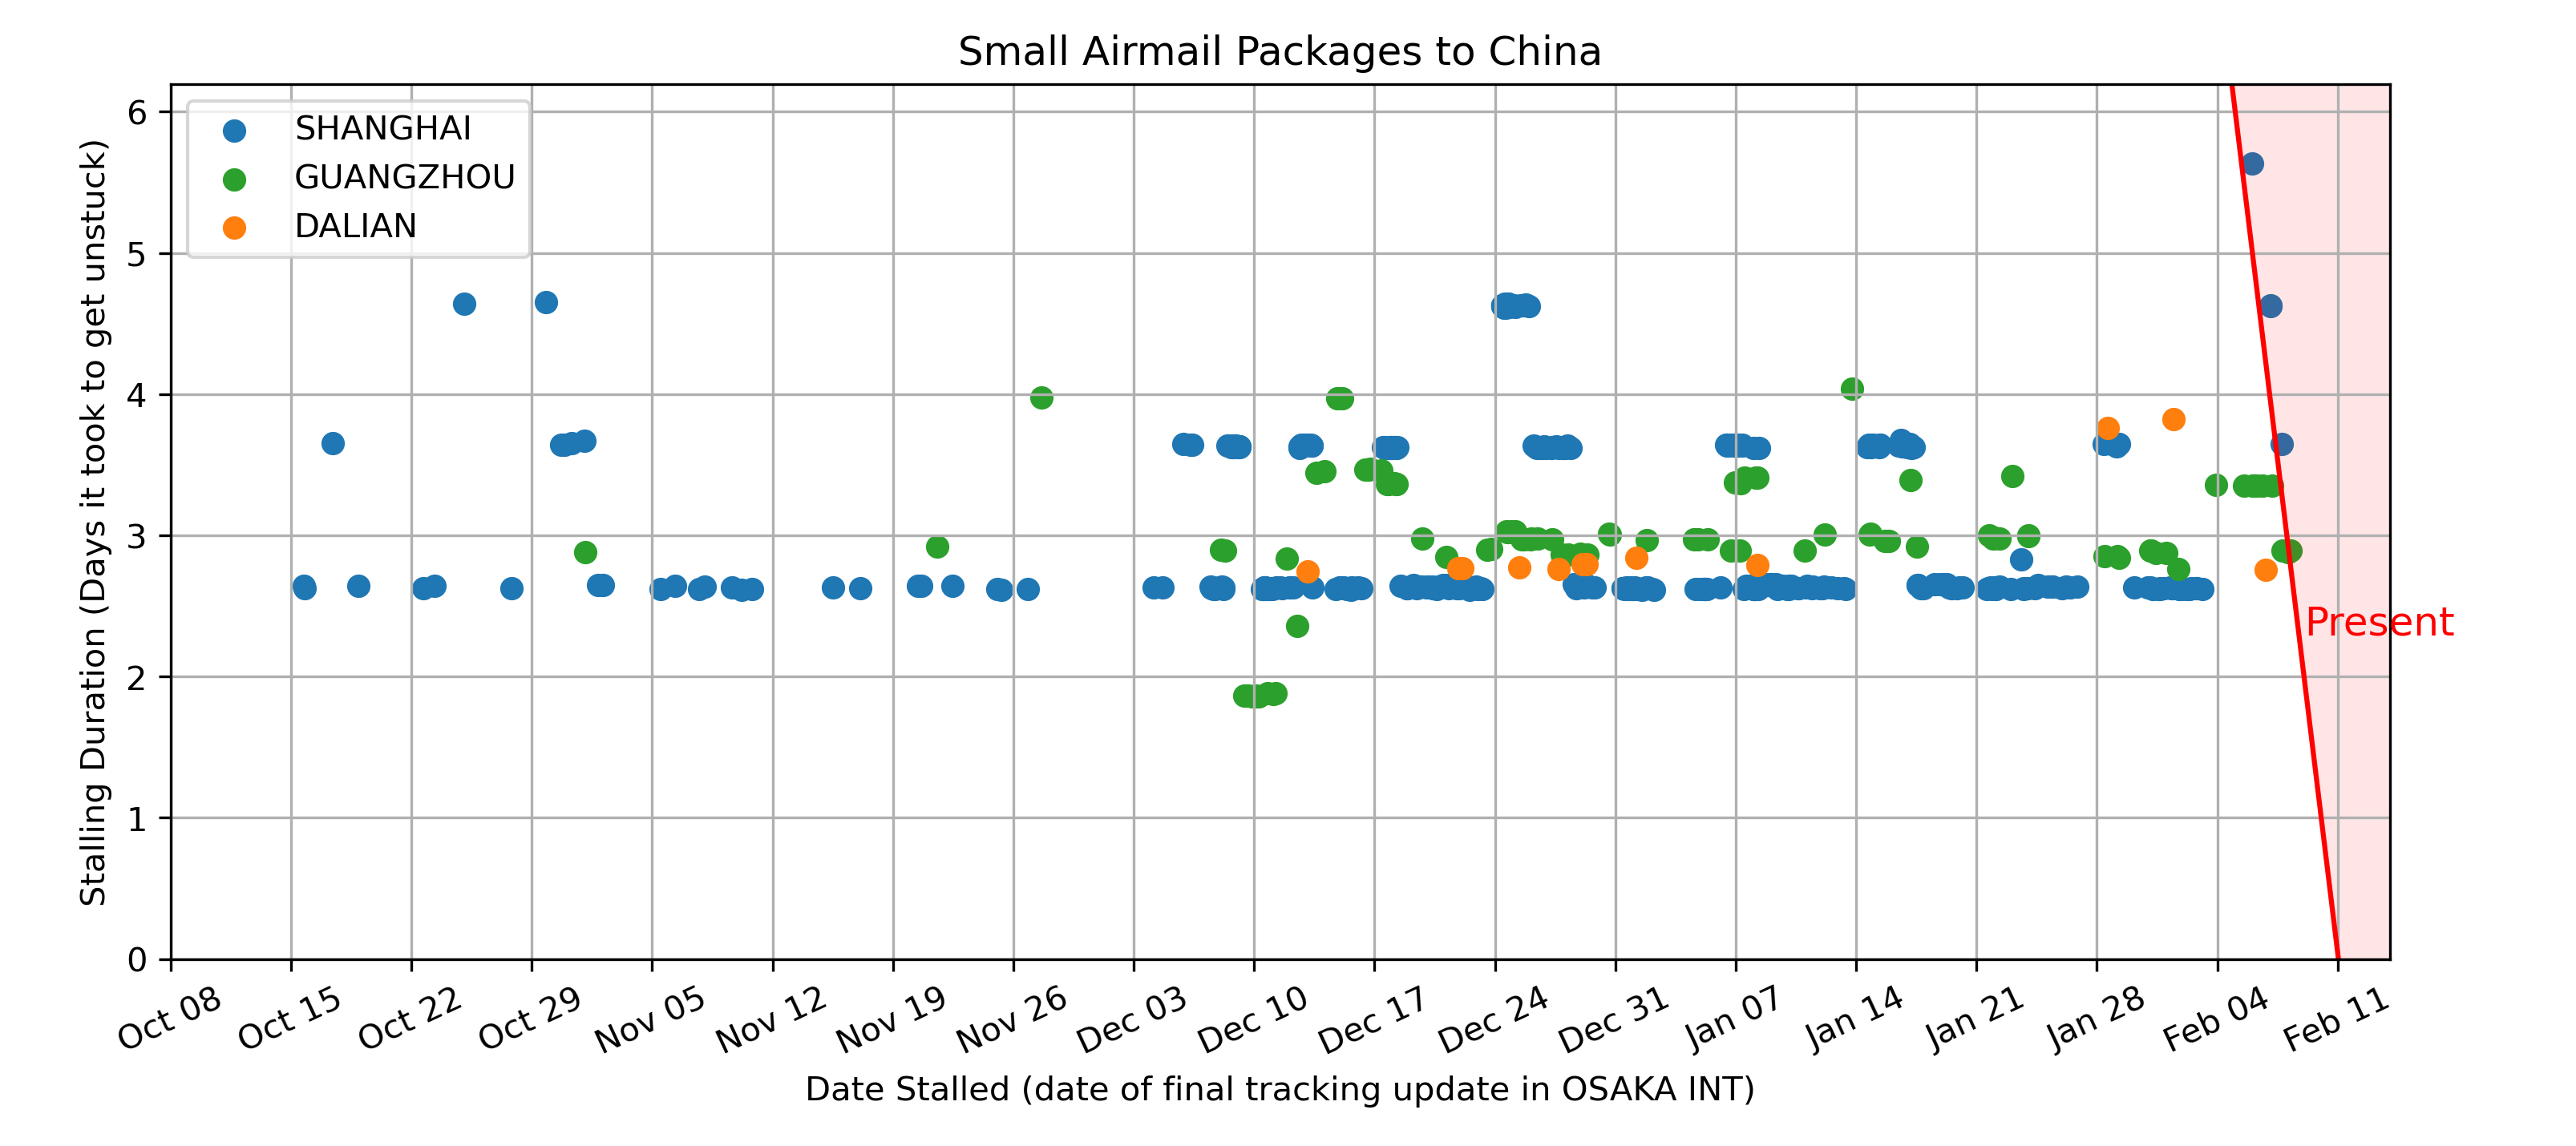 Small Airmail Packages to China
SHANGHAI
GUANGZHOU
DALIAN
Stalling Duration (Days it took to get unstuck)
6
5
4
3
2
1
0
Present
Oct 08
Oct 15
Oct 22
Oct 29
Nov 05
Nov 12
Nov 19
Nov 26
Dec 03
Dec 10
Dec 17
Dec 24
Dec 31
Jan 07
Jan 14
Jan 21
Jan 28
Feb 04
Feb 11
Date Stalled (date of final tracking update in OSAKA INT)